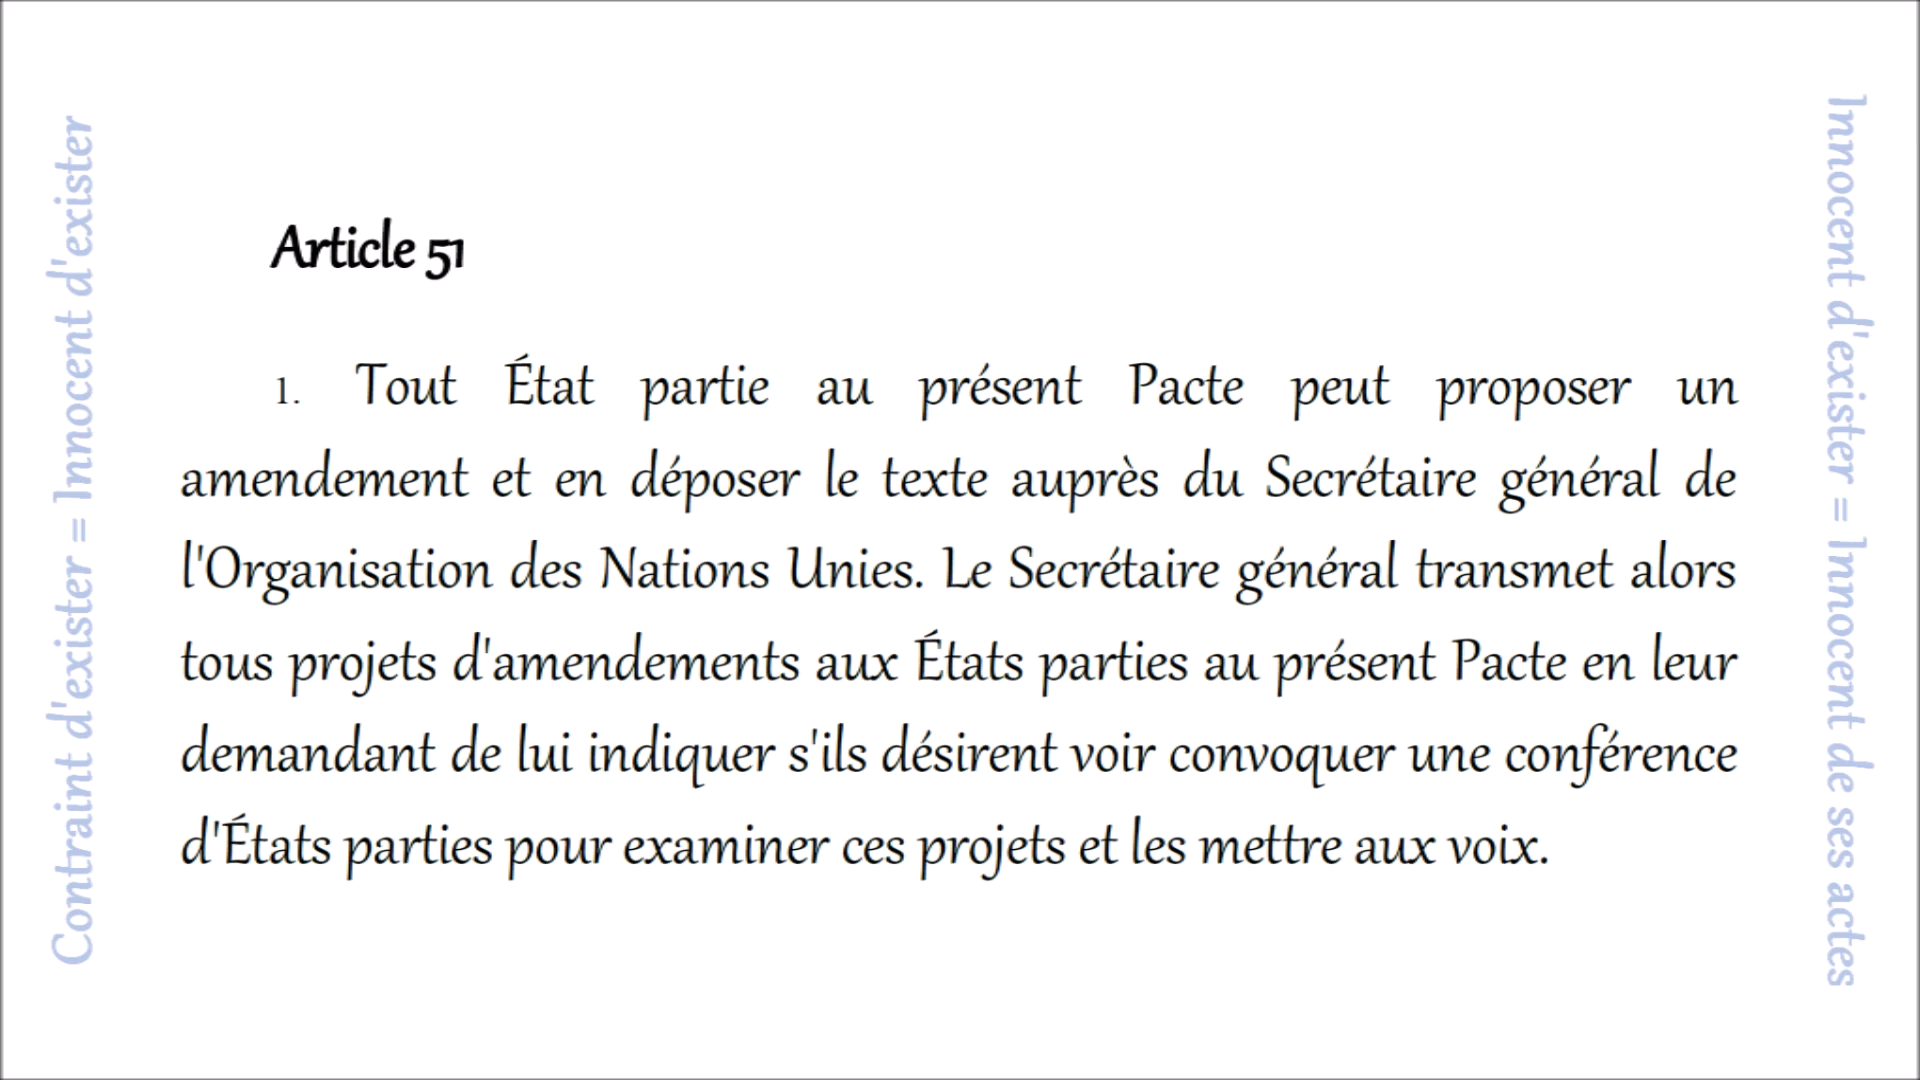 Contraint d'exister = Innocent d'exister
Article 51
1. Tout État partie au présent Pacte peut proposer un
amendement et en déposer le texte auprès du Secrétaire général de
l'Organisation des Nations Unies. Le Secrétaire général transmet alors
tous projets d'amendements aux États parties au présent Pacte en leur
demandant de lui indiquer s'ils désirent voir convoquer une conférence
d'États parties pour examiner ces projets et les mettre aux voix.
Innocent d'exister = Innocent de ses actes